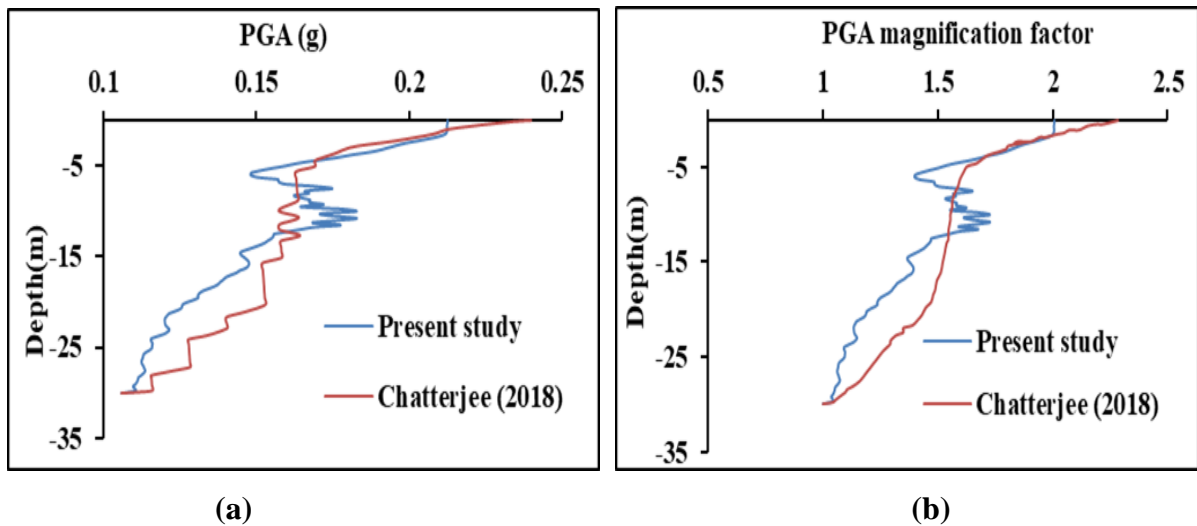 PGA (g)
0.1 0.15 0.2 0.25
-5
-15
-25
-35
Depth(m)
Present study
Chatterjee (2018)
(a)
PGA magnification factor
0.5 1 1.5 2 2.5
-5
-15
-25
-35
Depth(m)
Present study
Chatterjee (2018)
(b)